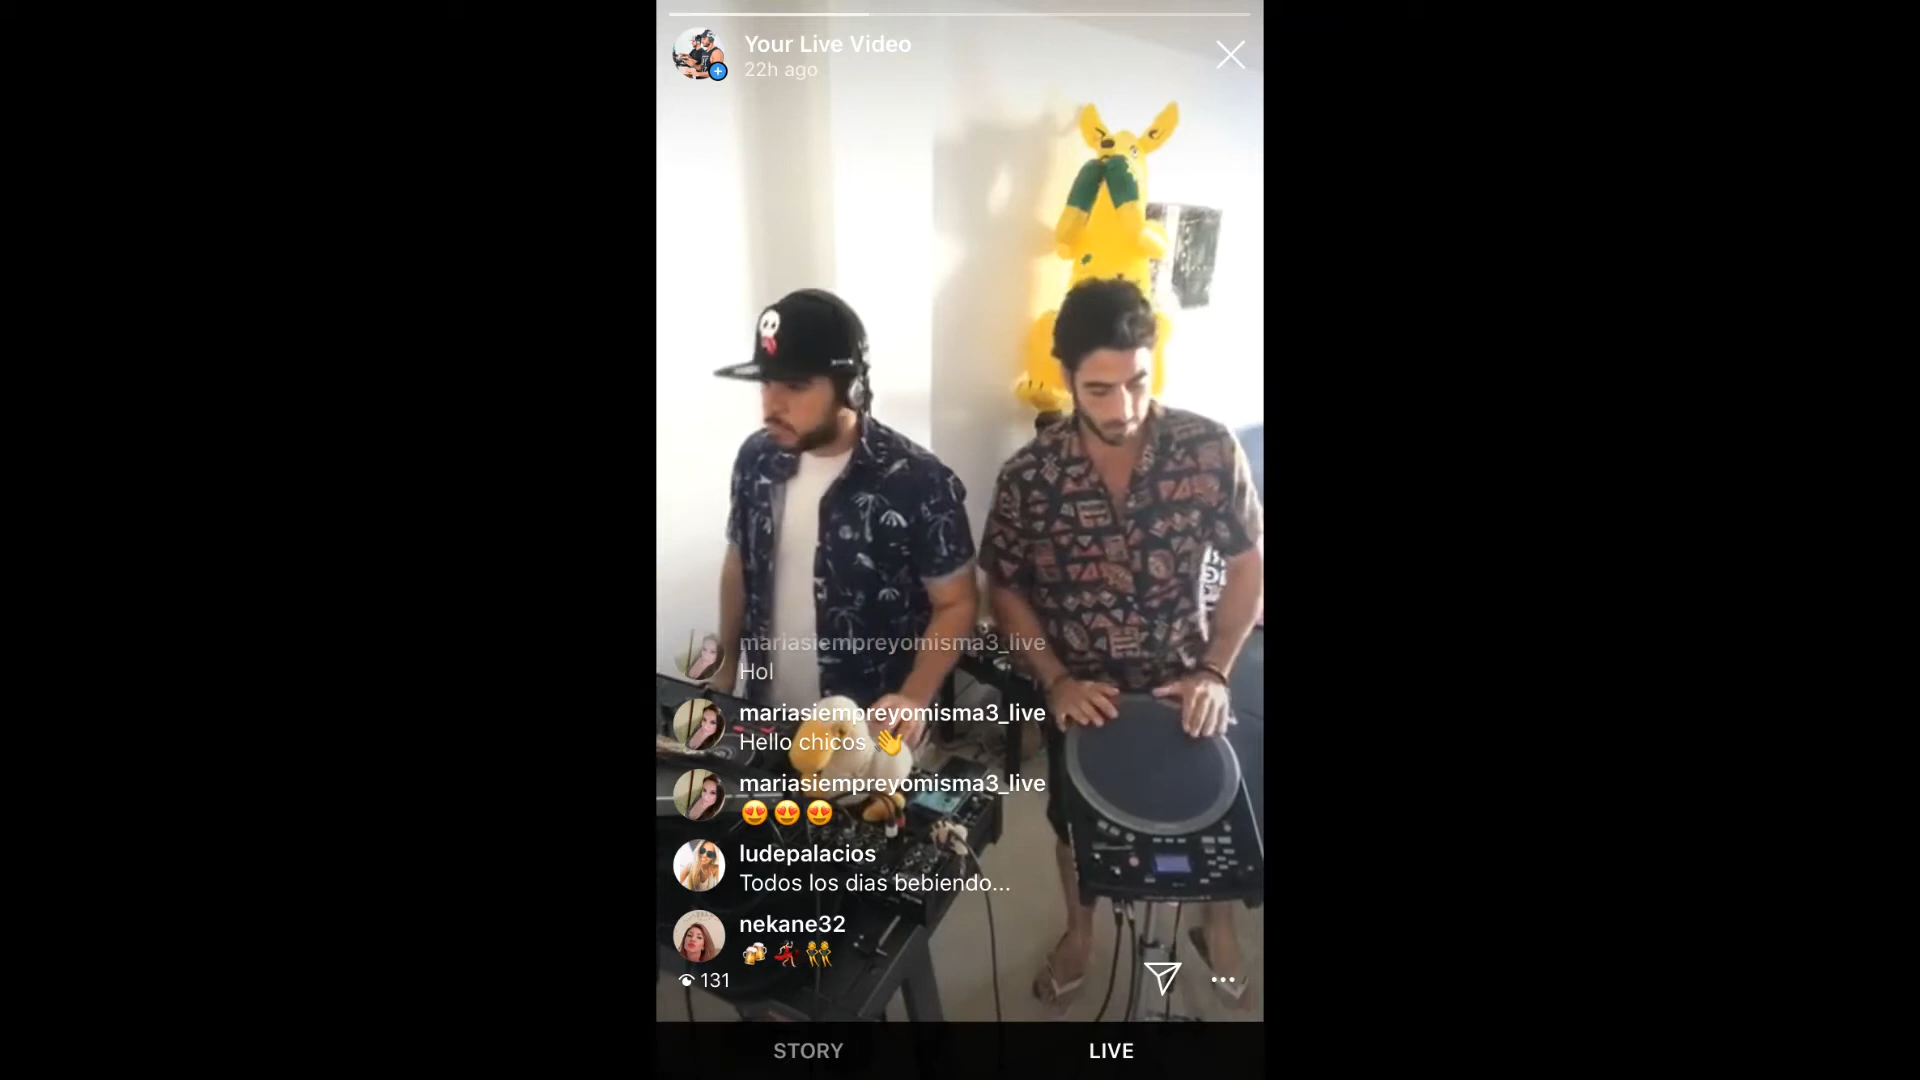 Your Live Video
22h ago
mariasiempreyomisma3_live
Hol
mariasiempreyomisma3_live
Hello chicos 👋
mariasiempreyomisma3_live
😍😍😍
ludepalacios
Todos los dias bebiendo...
nekane32
🍻💃👯
131
STORY
LIVE